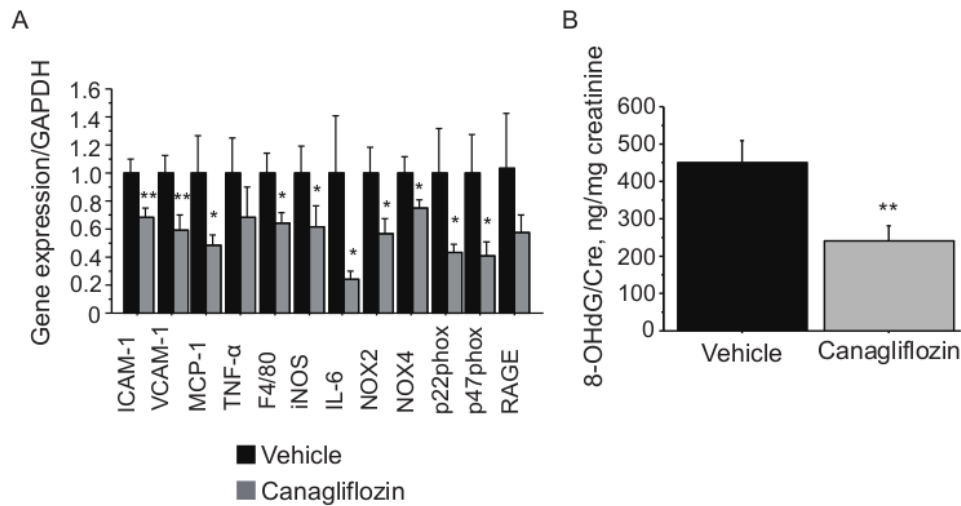 A
Gene expression/GAPDH
1.6
1.4
1.2
1.0
0.8
0.6
0.4
0.2
0
**
**
*
*
*
*
*
*
*
*
ICAM-1
VCAM-1
MCP-1
TNF-α
F4/80
iNOS
IL-6
NOX2
NOX4
p22phox
p47phox
RAGE
Vehicle
Canagliflozin
B
8-OHdG/Cre, ng/mg creatinine
600
500
400
300
200
100
0
**
Vehicle
Canagliflozin